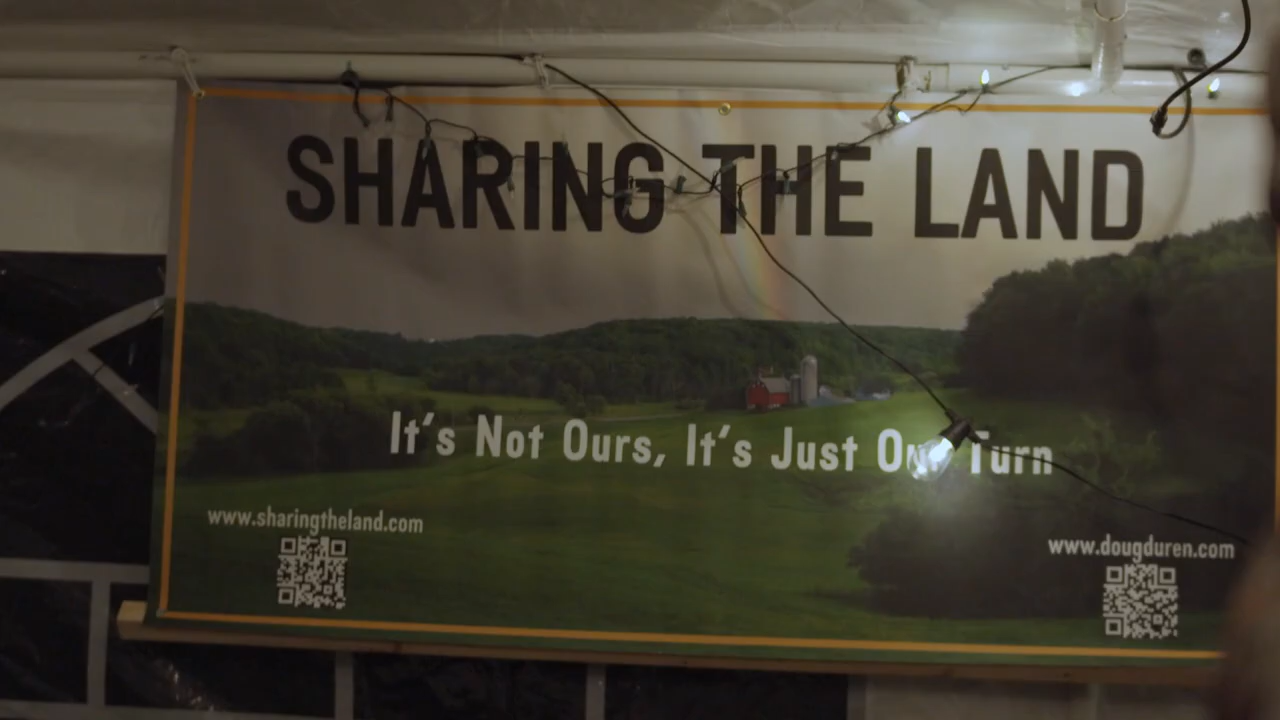 SHARING THE LAND
It's Not Ours, It's Just Our Turn
www.sharingtheland.com
www.dougduren.com